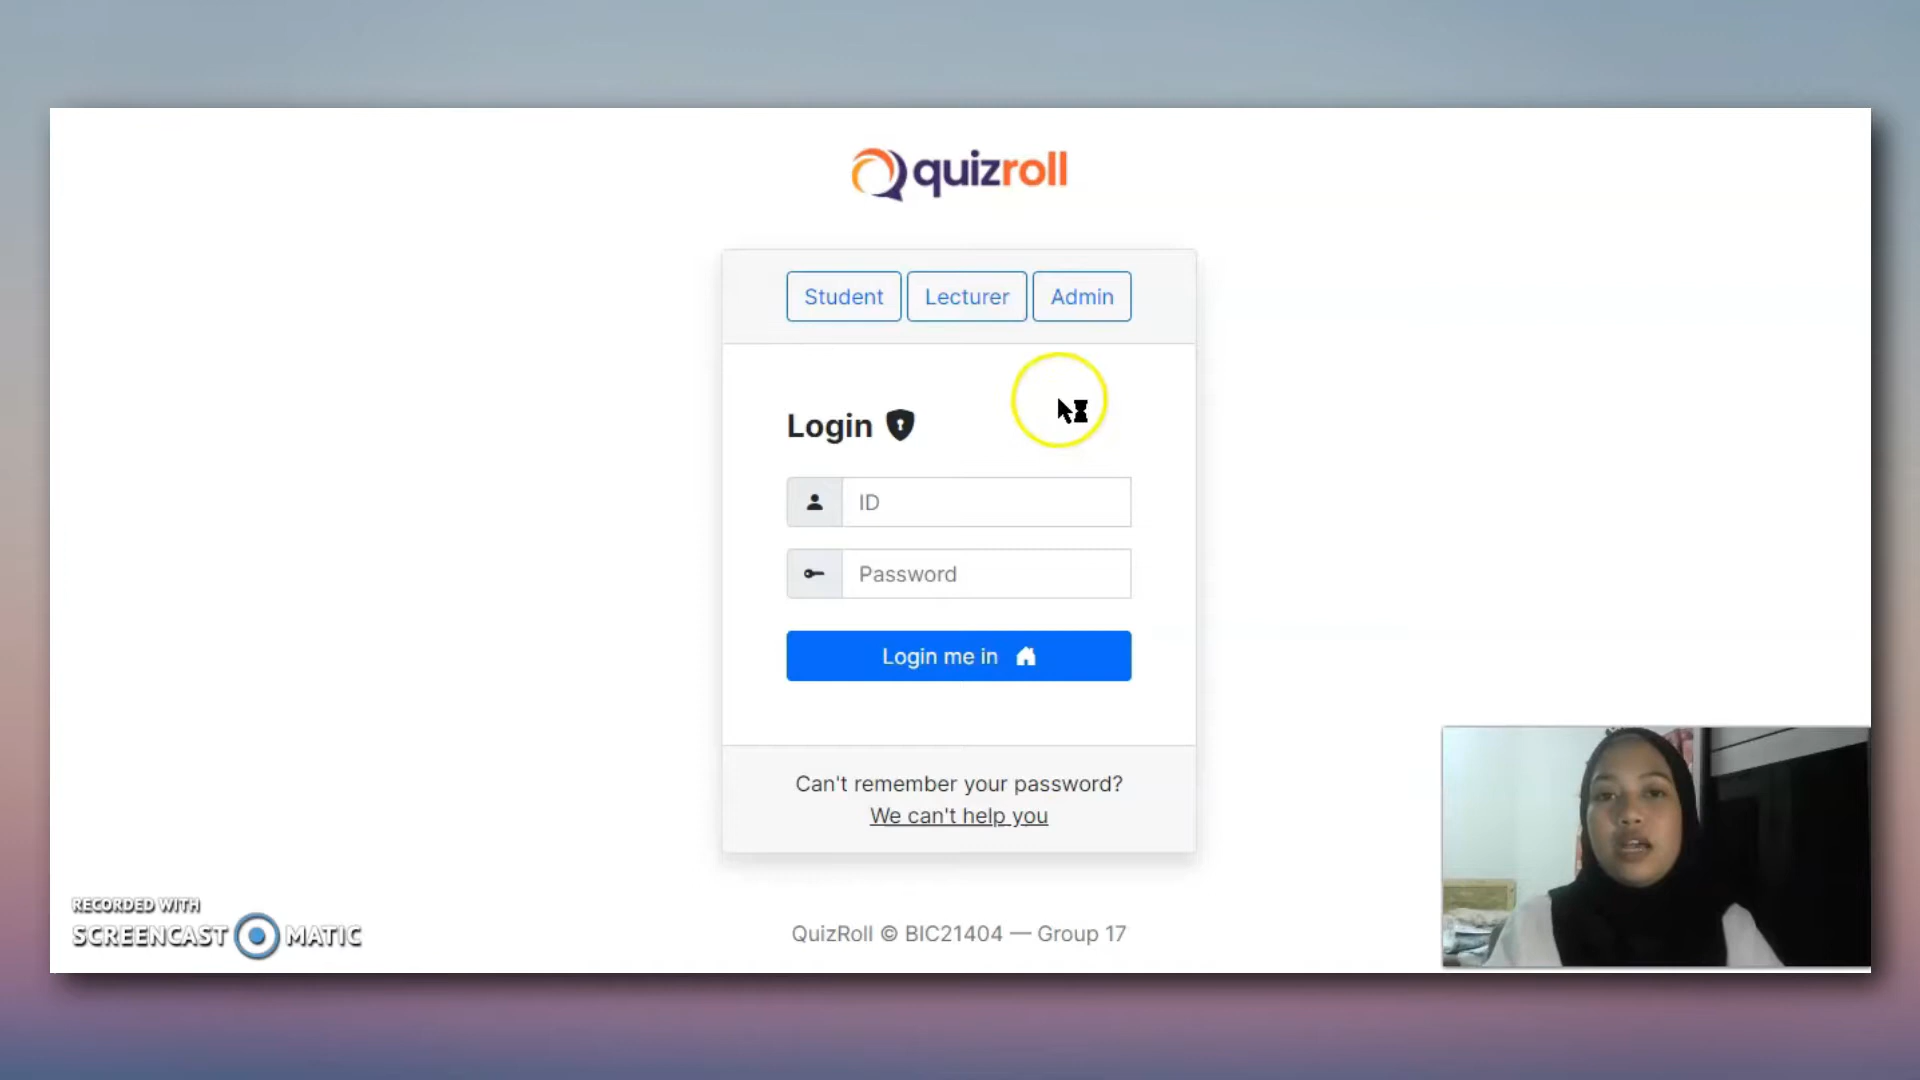 quizroll
Student Lecturer Admin
Login
ID
Password
Login me in
Can't remember your password?
We can't help you
RECORDED WITH
SCREENCAST MATIC
QuizRoll © BIC21404 — Group 17